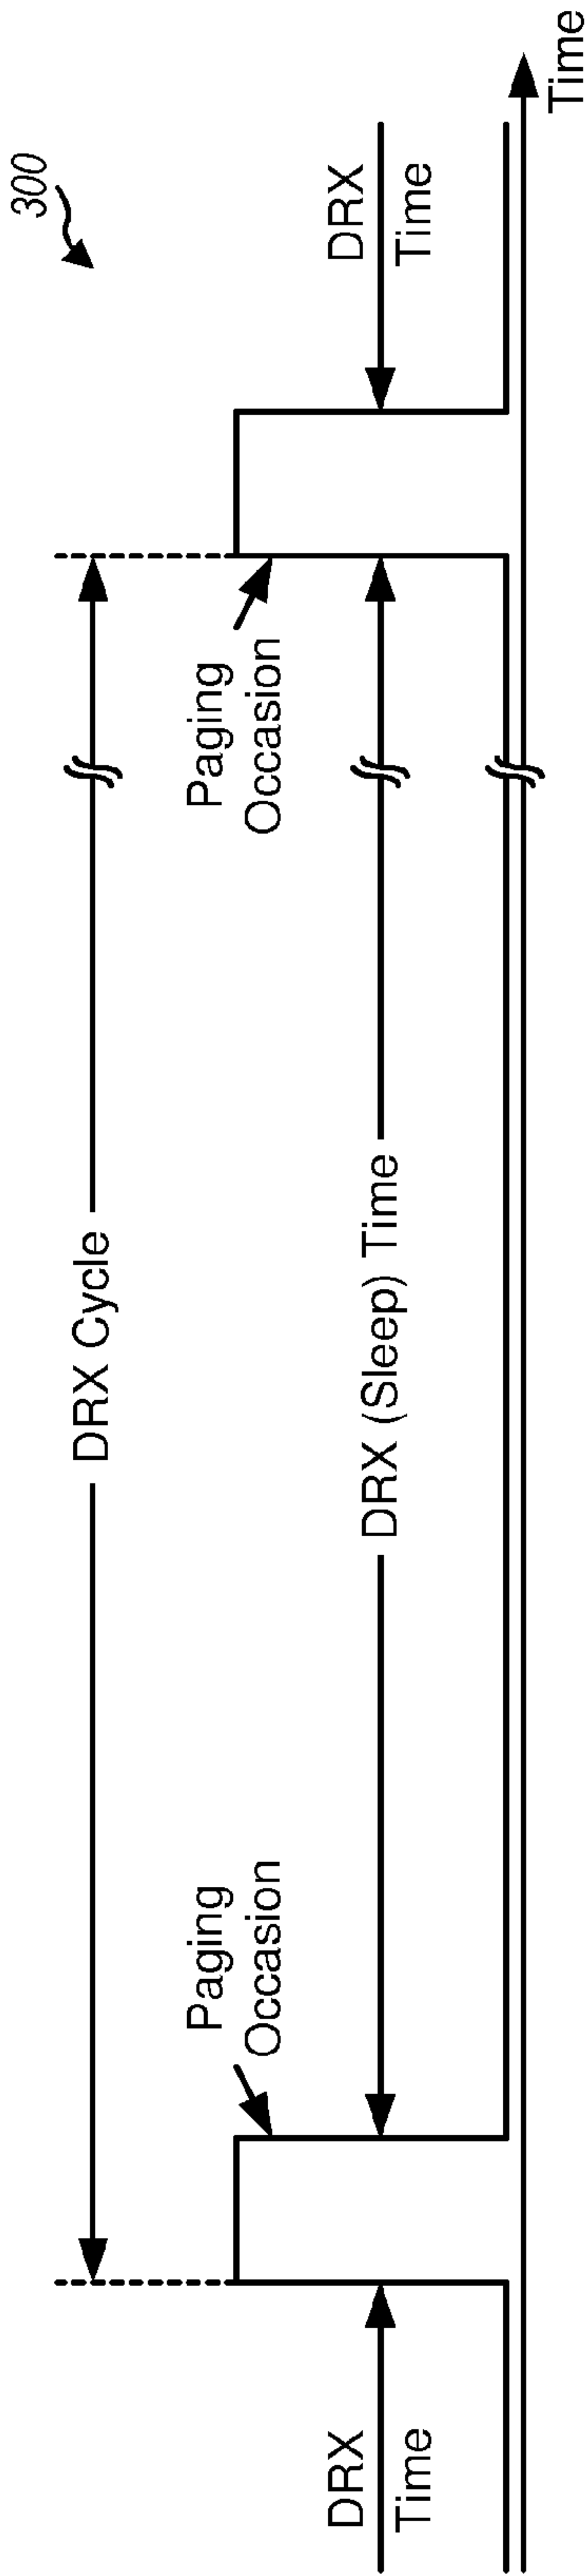 300
DRX Cycle
Paging
Occasion
Paging
Occasion
DRX
Time
DRX (Sleep) Time
DRX
Time
Time